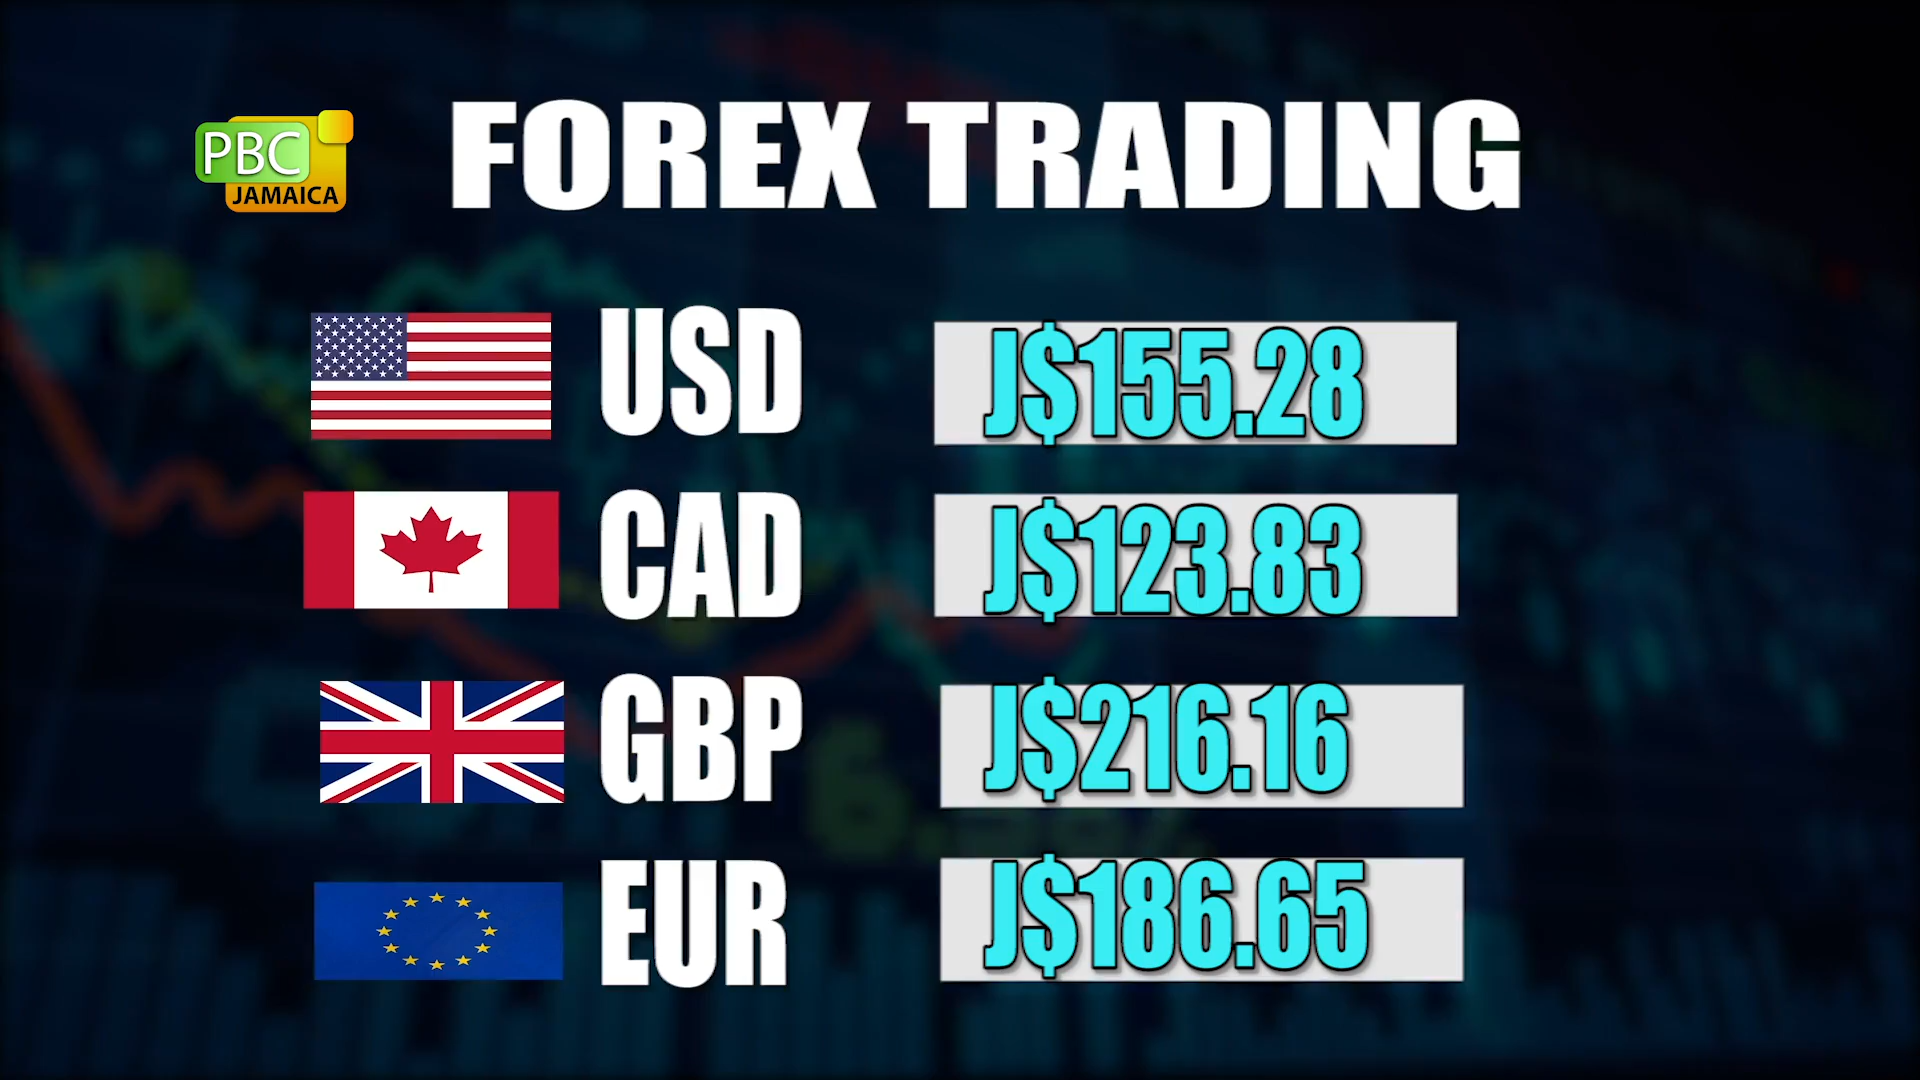 PBC
JAMAICA
FOREX TRADING
USD J$155.28
CAD J$123.83
GBP J$216.16
EUR J$186.65